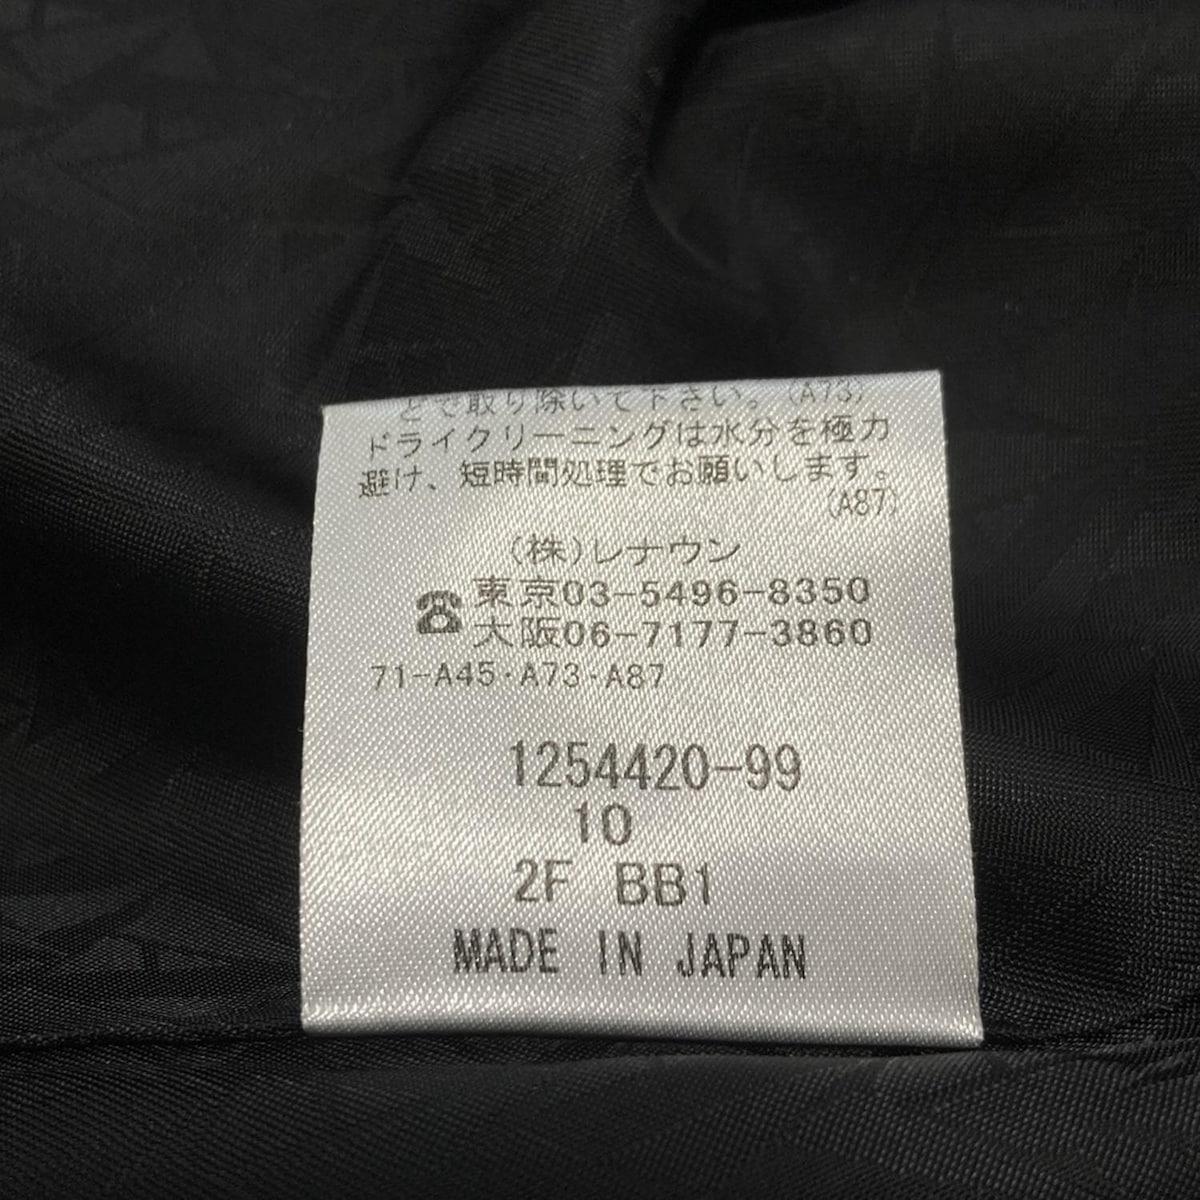 とで取り除いて下さい。(A73)
ドライクリーニングは水分を極力
避け、短時間処理でお願いします。
(A87)
(株)レナウン
☎東京03-5496-8350
大阪06-7177-3860
71-A45・A73・A87
1254420-99
10
2F BB1
MADE IN JAPAN